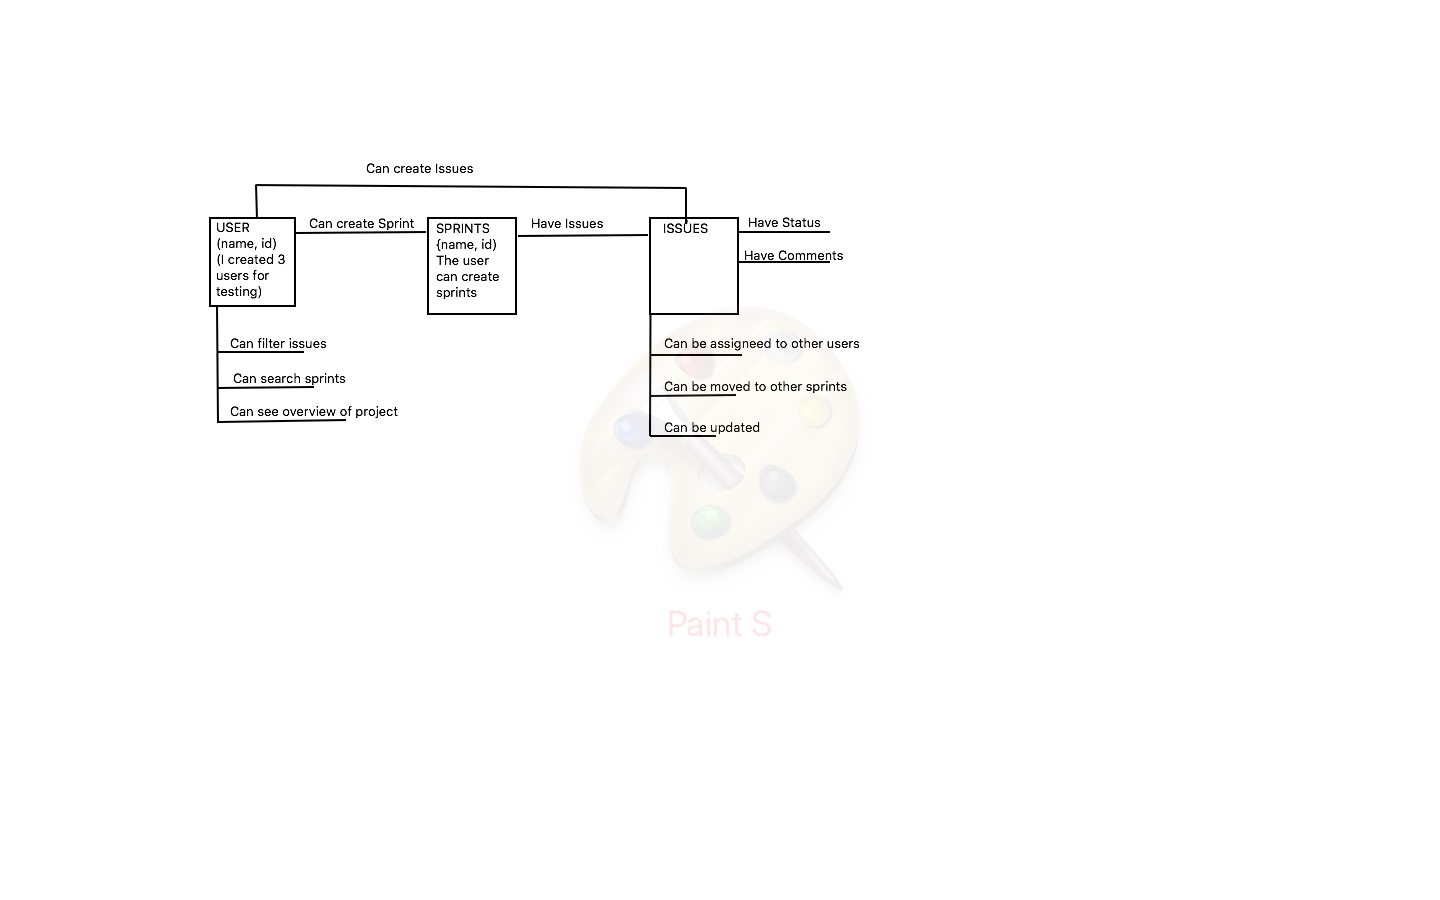 Can create Issues
USER
(name, id)
(I created 3
users for
testing)
Can create Sprint
SPRINTS
{name, id)
The user
can create
sprints
Have Issues
ISSUES
Have Status
Have Comments
Can filter issues
Can search sprints
Can see overview of project
Can be assigneed to other users
Can be moved to other sprints
Can be updated
Paint S